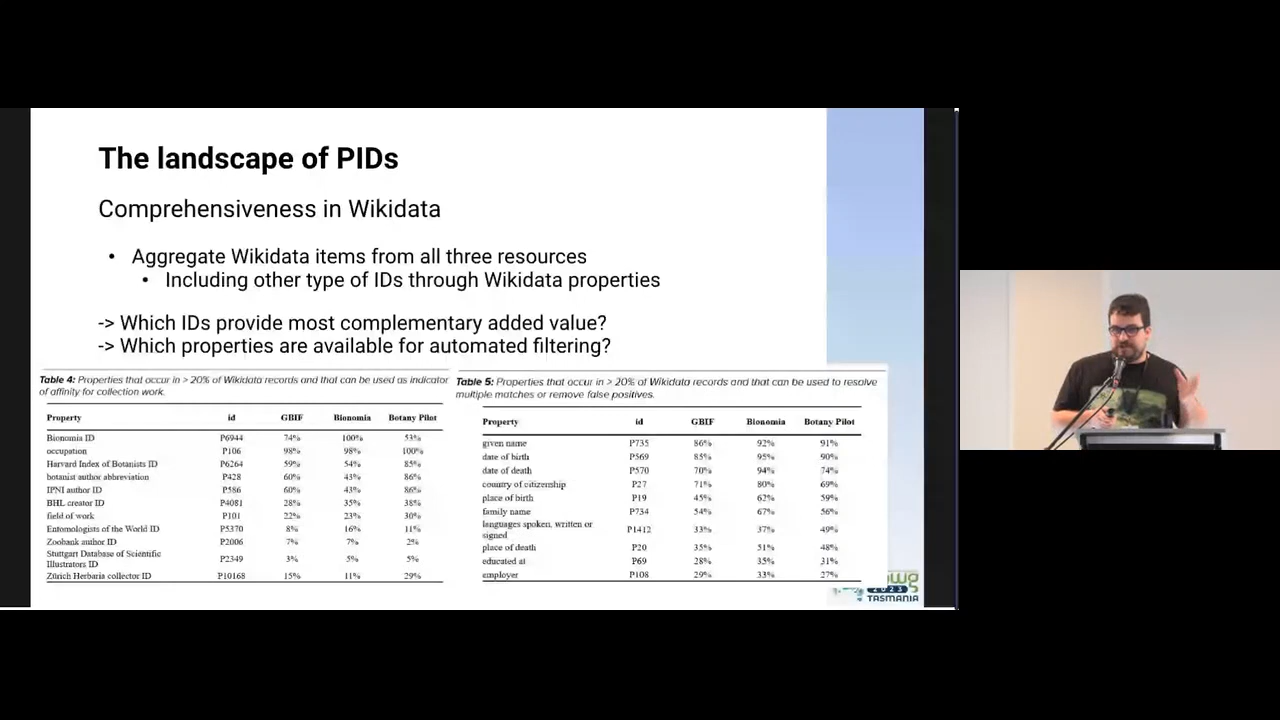 The landscape of PIDs
Comprehensiveness in Wikidata
• Aggregate Wikidata items from all three resources
• Including other type of IDs through Wikidata properties
-> Which IDs provide most complementary added value?
-> Which properties are available for automated filtering?
Table 4: Properties that occur in > 20% of Wikidata records and that can be used as indicator
of affinity for collection work.
Property id GBIF Bionomia Botany Pilot
Bionomia ID P6944 74% 100% 53%
occupation P106 98% 98% 100%
Harvard Index of Botanists ID P6264 59% 54% 85%
botanist author abbreviation P428 60% 43% 86%
IPNI author ID P586 60% 43% 86%
BHL creator ID P4081 28% 35% 38%
field of work P101 22% 23% 30%
Entomologists of the World ID P5370 8% 16% 11%
Zoobank author ID P2006 7% 7% 2%
Stuttgart Database of Scientific
Illustrators ID P2349 3% 5% 5%
Zürich Herbaria collector ID P10168 15% 11% 29%
Table 5: Properties that occur in > 20% of Wikidata records and that can be used to resolve
multiple matches or remove false positives.
Property id GBIF Bionomia Botany Pilot
given name P735 86% 92% 91%
date of birth P569 85% 95% 90%
date of death P570 70% 94% 74%
country of citizenship P27 71% 80% 69%
place of birth P19 45% 62% 59%
family name P734 54% 67% 56%
languages spoken, written or
signed P1412 33% 37% 49%
place of death P20 35% 51% 48%
educated at P69 28% 35% 31%
employer P108 29% 33% 27%
2023
TASMANIA